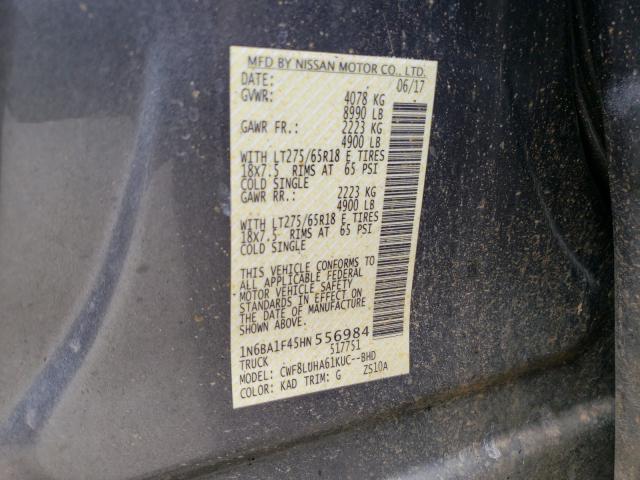 MFD BY NISSAN MOTOR CO., LTD.
DATE: 06/17
GVWR: 4078 KG
8990 LB
GAWR FR.: 2223 KG
4900 LB
WITH LT275/65R18 E TIRES
18X7.5 RIMS AT 65 PSI
COLD SINGLE
GAWR RR.: 2223 KG
4900 LB
WITH LT275/65R18 E TIRES
18X7.5 RIMS AT 65 PSI
COLD SINGLE
THIS VEHICLE CONFORMS TO
ALL APPLICABLE FEDERAL
MOTOR VEHICLE SAFETY
STANDARDS IN EFFECT ON
THE DATE OF MANUFACTURE
SHOWN ABOVE.
1N6BA1F45HN 556984
TRUCK 517751
MODEL: CWF8LUHA61KUC--BHD
COLOR: KAD TRIM: G ZS10A